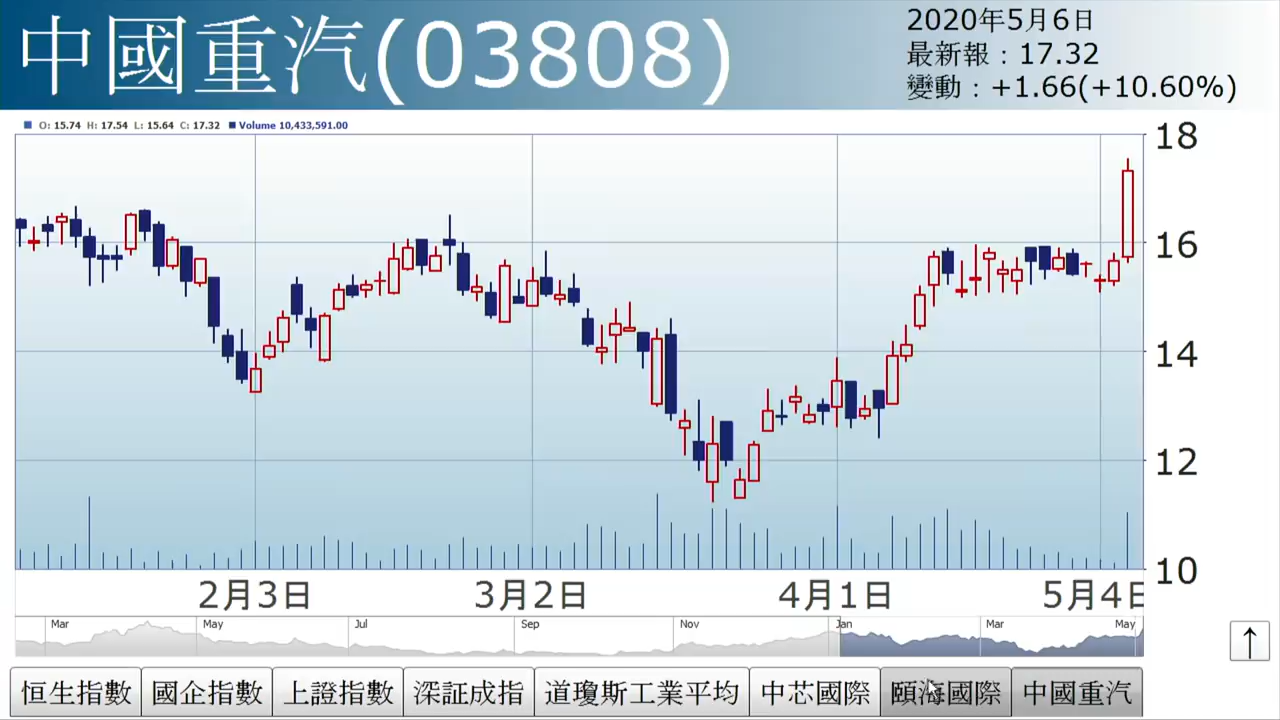 中國重汽(03808)
2020年5月6日
最新報：17.32
變動：+1.66(+10.60%)
O: 15.74 H: 17.54 L: 15.64 C: 17.32 Volume 10,433,591.00
18
16
14
12
10
2月3日 3月2日 4月1日 5月4日
Mar May Jul Sep Nov Jan Mar May
↑
恒生指數 國企指數 上證指數 深証成指 道瓊斯工業平均 中芯國際 頤海國際 中國重汽